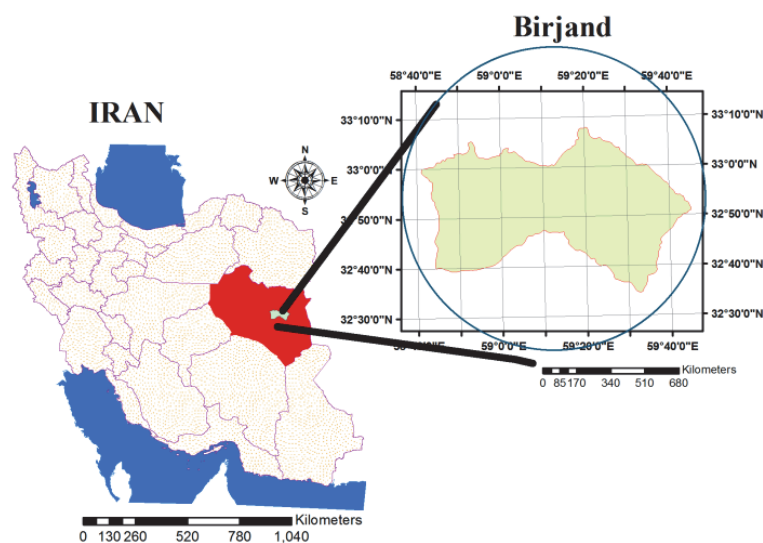 Birjand
IRAN
58°40'0"E 59°0'0"E 59°20'0"E 59°40'0"E
33°10'0"N 33°10'0"N
33°0'0"N 33°0'0"N
32°50'0"N 32°50'0"N
32°40'0"N 32°40'0"N
32°30'0"N 32°30'0"N
59°0'0"E 59°20'0"E 59°40'0"E
N
W E
S
Kilometers
0 85 170 340 510 680
Kilometers
0 130 260 520 780 1,040